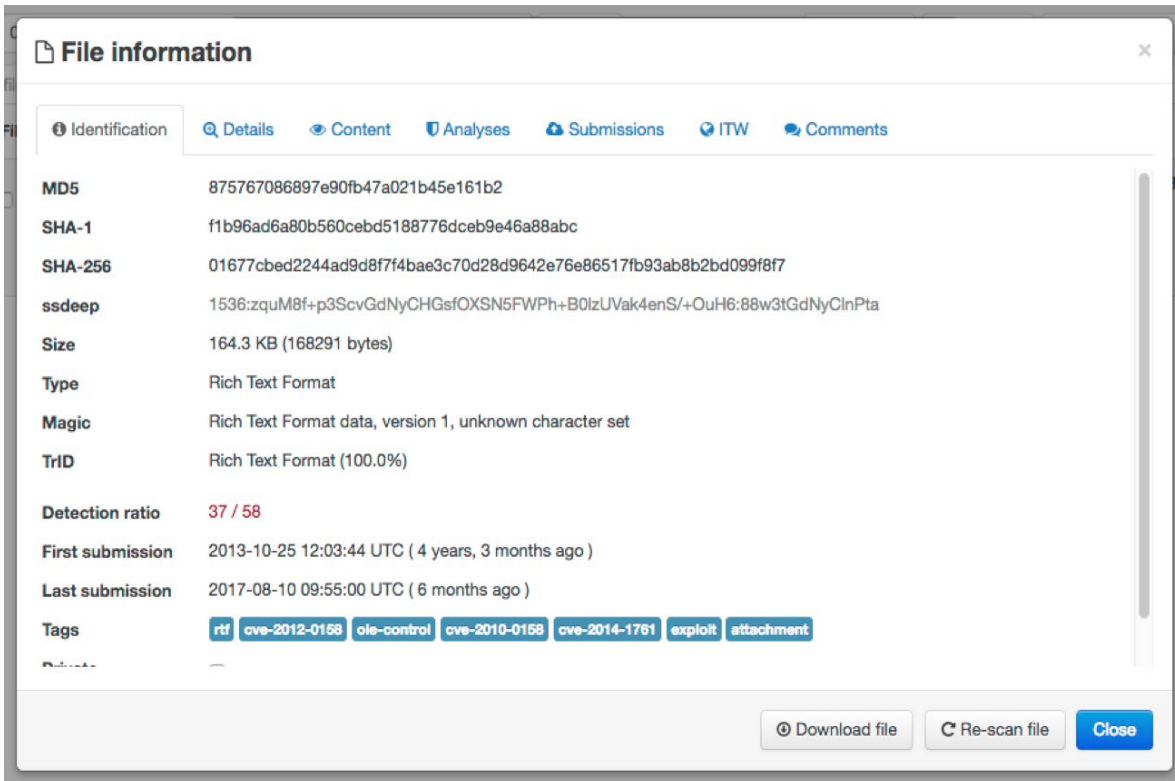 File information
×
Identification Details Content Analyses Submissions ITW Comments
MD5 875767086897e90fb47a021b45e161b2
SHA-1 f1b96ad6a80b560cebd5188776dceb9e46a88abc
SHA-256 01677cbed2244ad9d8f7f4bae3c70d28d9642e76e86517fb93ab8b2bd099f8f7
ssdeep 1536:zquM8f+p3ScvGdNyCHGsfOXSN5FWPh+B0lzUVak4enS/+OuH6:88w3tGdNyClnPta
Size 164.3 KB (168291 bytes)
Type Rich Text Format
Magic Rich Text Format data, version 1, unknown character set
TrID Rich Text Format (100.0%)
Detection ratio 37 / 58
First submission 2013-10-25 12:03:44 UTC ( 4 years, 3 months ago )
Last submission 2017-08-10 09:55:00 UTC ( 6 months ago )
Tags rtf cve-2012-0158 ole-control cve-2010-0158 cve-2014-1761 exploit attachment
Download file Re-scan file Close